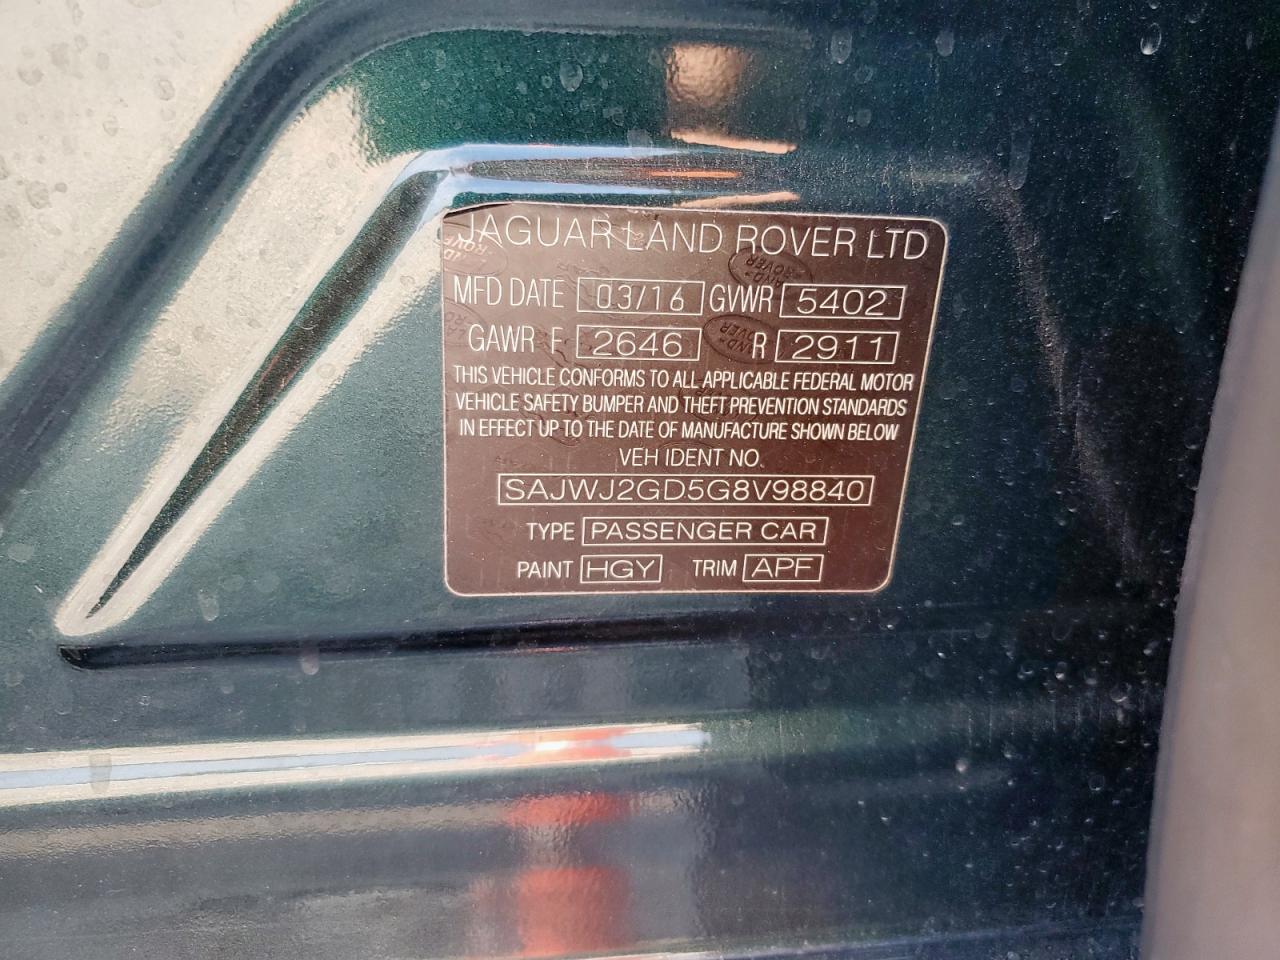 JAGUAR LAND ROVER LTD
MFD DATE 03/16 GVWR 5402
GAWR F 2646 R 2911
THIS VEHICLE CONFORMS TO ALL APPLICABLE FEDERAL MOTOR
VEHICLE SAFETY BUMPER AND THEFT PREVENTION STANDARDS
IN EFFECT UP TO THE DATE OF MANUFACTURE SHOWN BELOW
VEH IDENT NO.
SAJWJ2GD5G8V98840
TYPE PASSENGER CAR
PAINT HGY TRIM APF